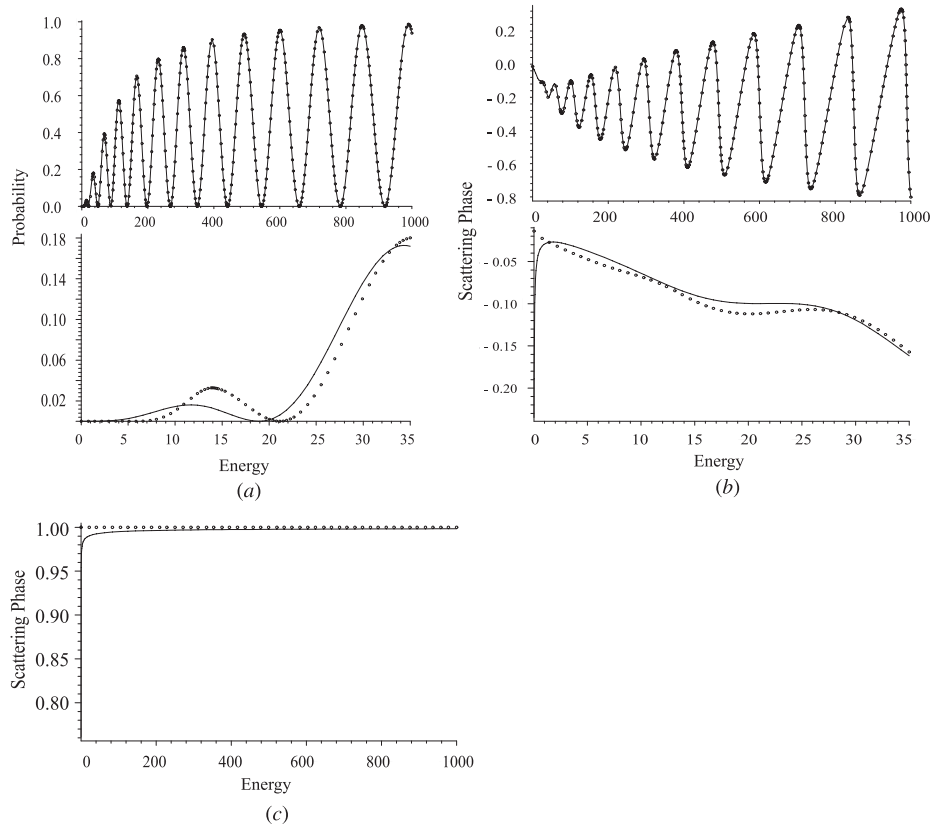 1.0
0.8
0.6
0.4
0.2
0.0
0 200 400 600 800 1000
Probability
0.18
0.14
0.10
0.06
0.02
0 5 10 15 20 25 30 35
Energy
(a)
0.2
0.0
- 0.2
- 0.4
- 0.6
- 0.8
0 200 400 600 800 1000
Scattering Phase
- 0.05
- 0.10
- 0.15
- 0.20
0 5 10 15 20 25 30 35
Energy
(b)
1.00
0.95
0.90
0.85
0.80
Scattering Phase
0 200 400 600 800 1000
Energy
(c)